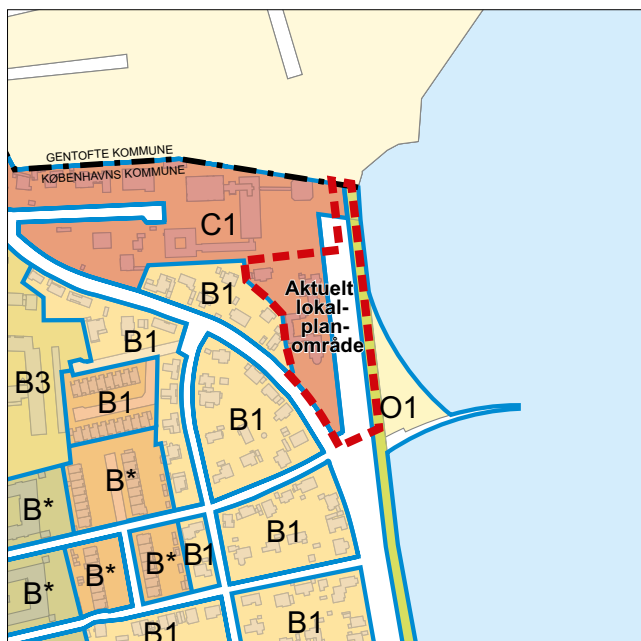 GENTOFTE KOMMUNE
KØBENHAVNS KOMMUNE
C1
B1
Aktuelt
lokal-
plan-
område
B1
B3
B1
B1
O1
B*
B*
B1
B*
B*
B1
B*
B1
B1